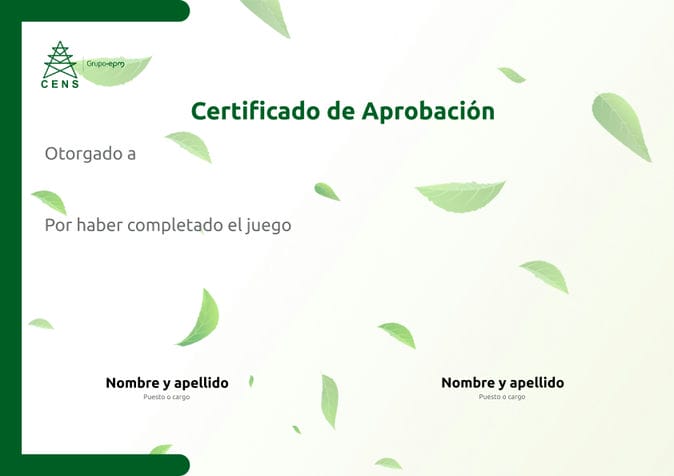 CENS
Grupo·epm
Certificado de Aprobación
Otorgado a
Por haber completado el juego
Nombre y apellido
Puesto o cargo
Nombre y apellido
Puesto o cargo